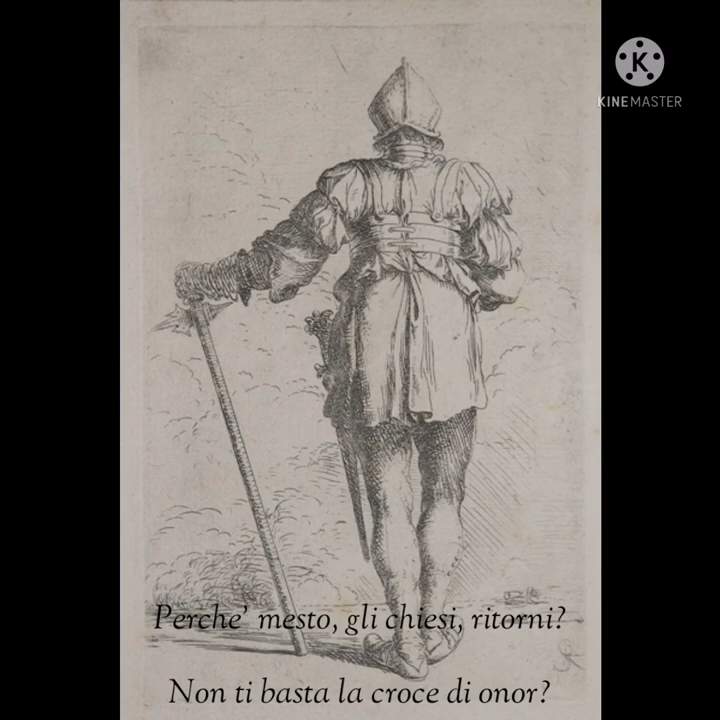 KINEMASTER
Perche’ mesto, gli chiesi, ritorni?
Non ti basta la croce di onor?